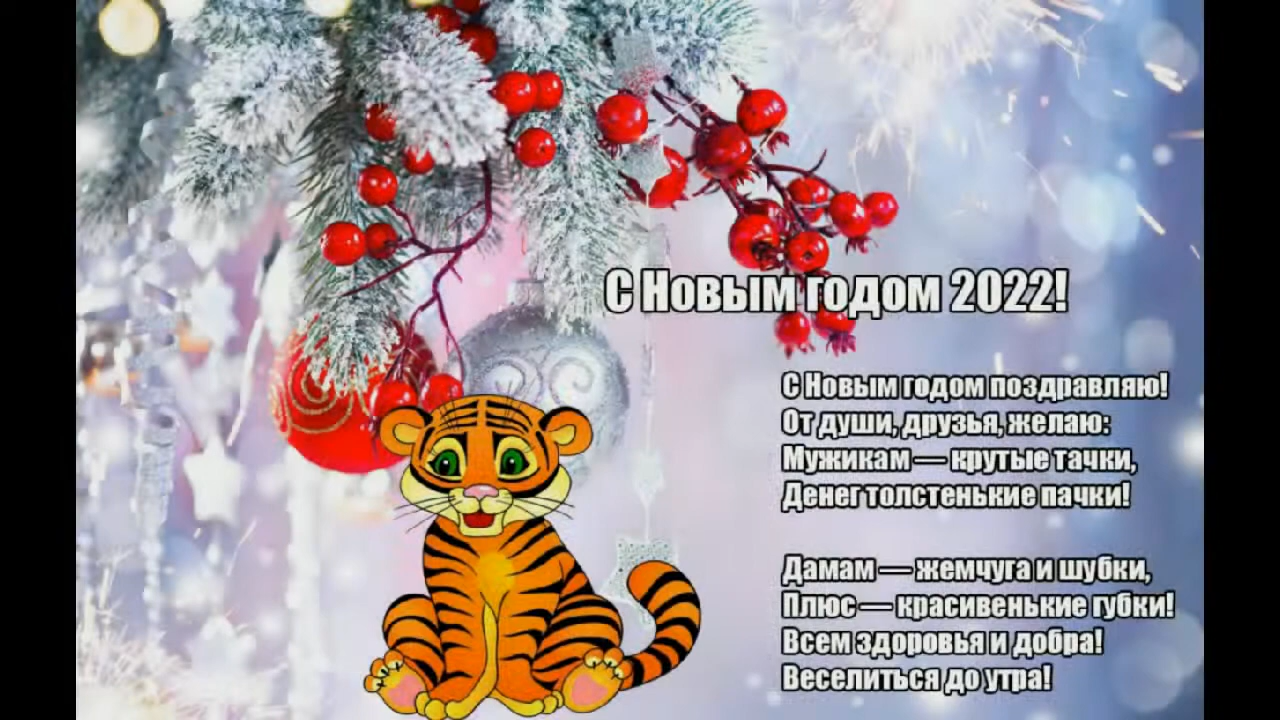 С Новым годом 2022!
С Новым годом поздравляю!
От души, друзья, желаю:
Мужикам — крутые тачки,
Денег толстенькие пачки!
Дамам — жемчуга и шубки,
Плюс — красивенькие губки!
Всем здоровья и добра!
Веселиться до утра!